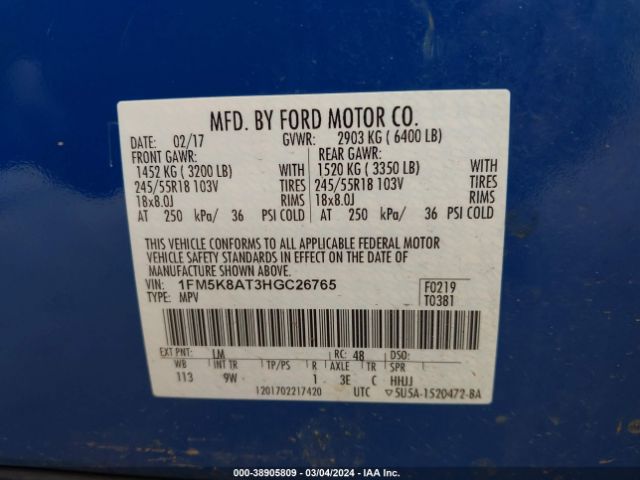 MFD. BY FORD MOTOR CO.
DATE: 02/17 GVWR: 2903 KG ( 6400 LB)
FRONT GAWR: REAR GAWR:
1452 KG ( 3200 LB) WITH 1520 KG ( 3350 LB) WITH
245/55R18 103V TIRES 245/55R18 103V TIRES
18x8.0J RIMS 18x8.0J RIMS
AT 250 kPa/ 36 PSI COLD AT 250 kPa/ 36 PSI COLD
THIS VEHICLE CONFORMS TO ALL APPLICABLE FEDERAL MOTOR
VEHICLE SAFETY STANDARDS IN EFFECT ON THE DATE OF
MANUFACTURE SHOWN ABOVE.
VIN: 1FM5K8AT3HGC26765 F0219
TYPE: MPV T0381
EXT PNT: LM RC: 48 DSO:
WB INT TR TP/PS R AXLE TR SPR
113 9W 1 3E C HHJJ
1201702217420 UTC ▽5U5A-1520472-BA
© COPART: 000-38905809 - 03/04/2024 - IAA Inc.